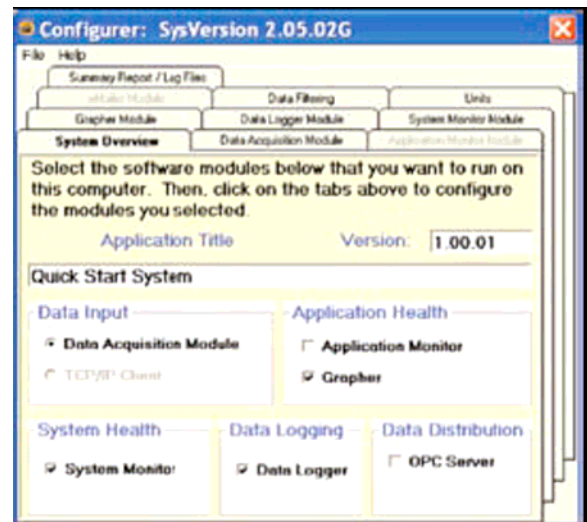 Configurer: SysVersion 2.05.02G
File Help
Summary Report / Log Files
Data Filtering Units
Grapher Module Data Logger Module System Monitor Module
System Overview Data Acquisition Module Application Monitor Module
Select the software modules below that you want to run on
this computer. Then, click on the tabs above to configure
the modules you selected.
Application Title Version: 1.00.01
Quick Start System
Data Input Application Health
Data Acquisition Module Application Monitor
TCP/IP Client Grapher
System Health Data Logging Data Distribution
System Monitor Data Logger OPC Server